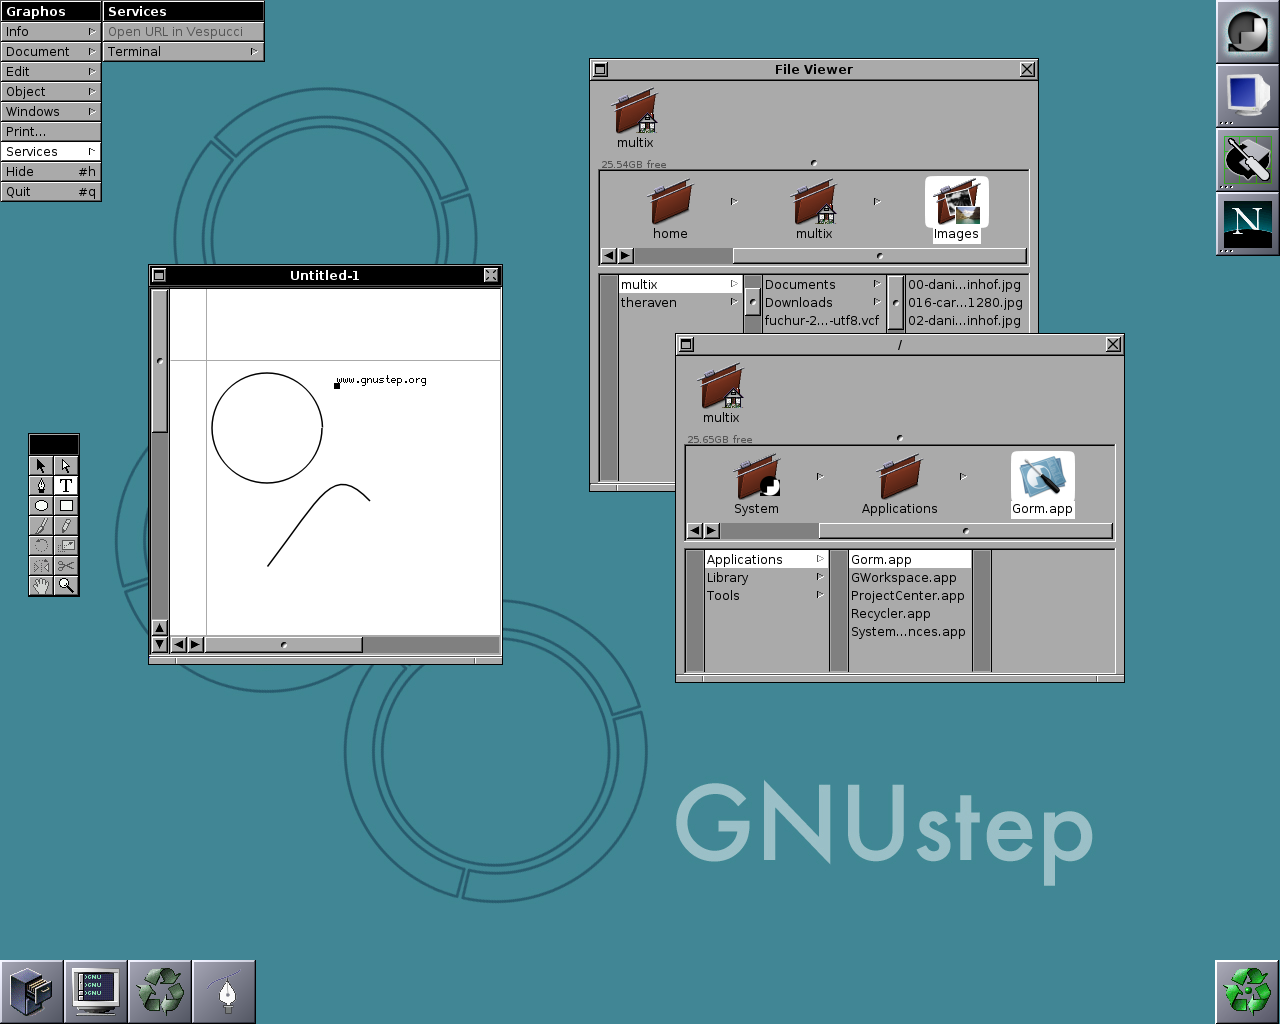 Graphos
Info
Document
Edit
Object
Windows
Print...
Services
Hide #h
Quit #q
Services
Open URL in Vespucci
Terminal
File Viewer
multix
25.54GB free
home
multix
Images
multix
theraven
Documents
Downloads
fuchur-2...-utf8.vcf
00-dani...inhof.jpg
016-car...1280.jpg
02-dani...inhof.jpg
Untitled-1
www.gnustep.org
T
/
multix
25.65GB free
System
Applications
Gorm.app
Applications
Library
Tools
Gorm.app
GWorkspace.app
ProjectCenter.app
Recycler.app
System...nces.app
N
GNUstep
>GNU
>GNU
>GNU